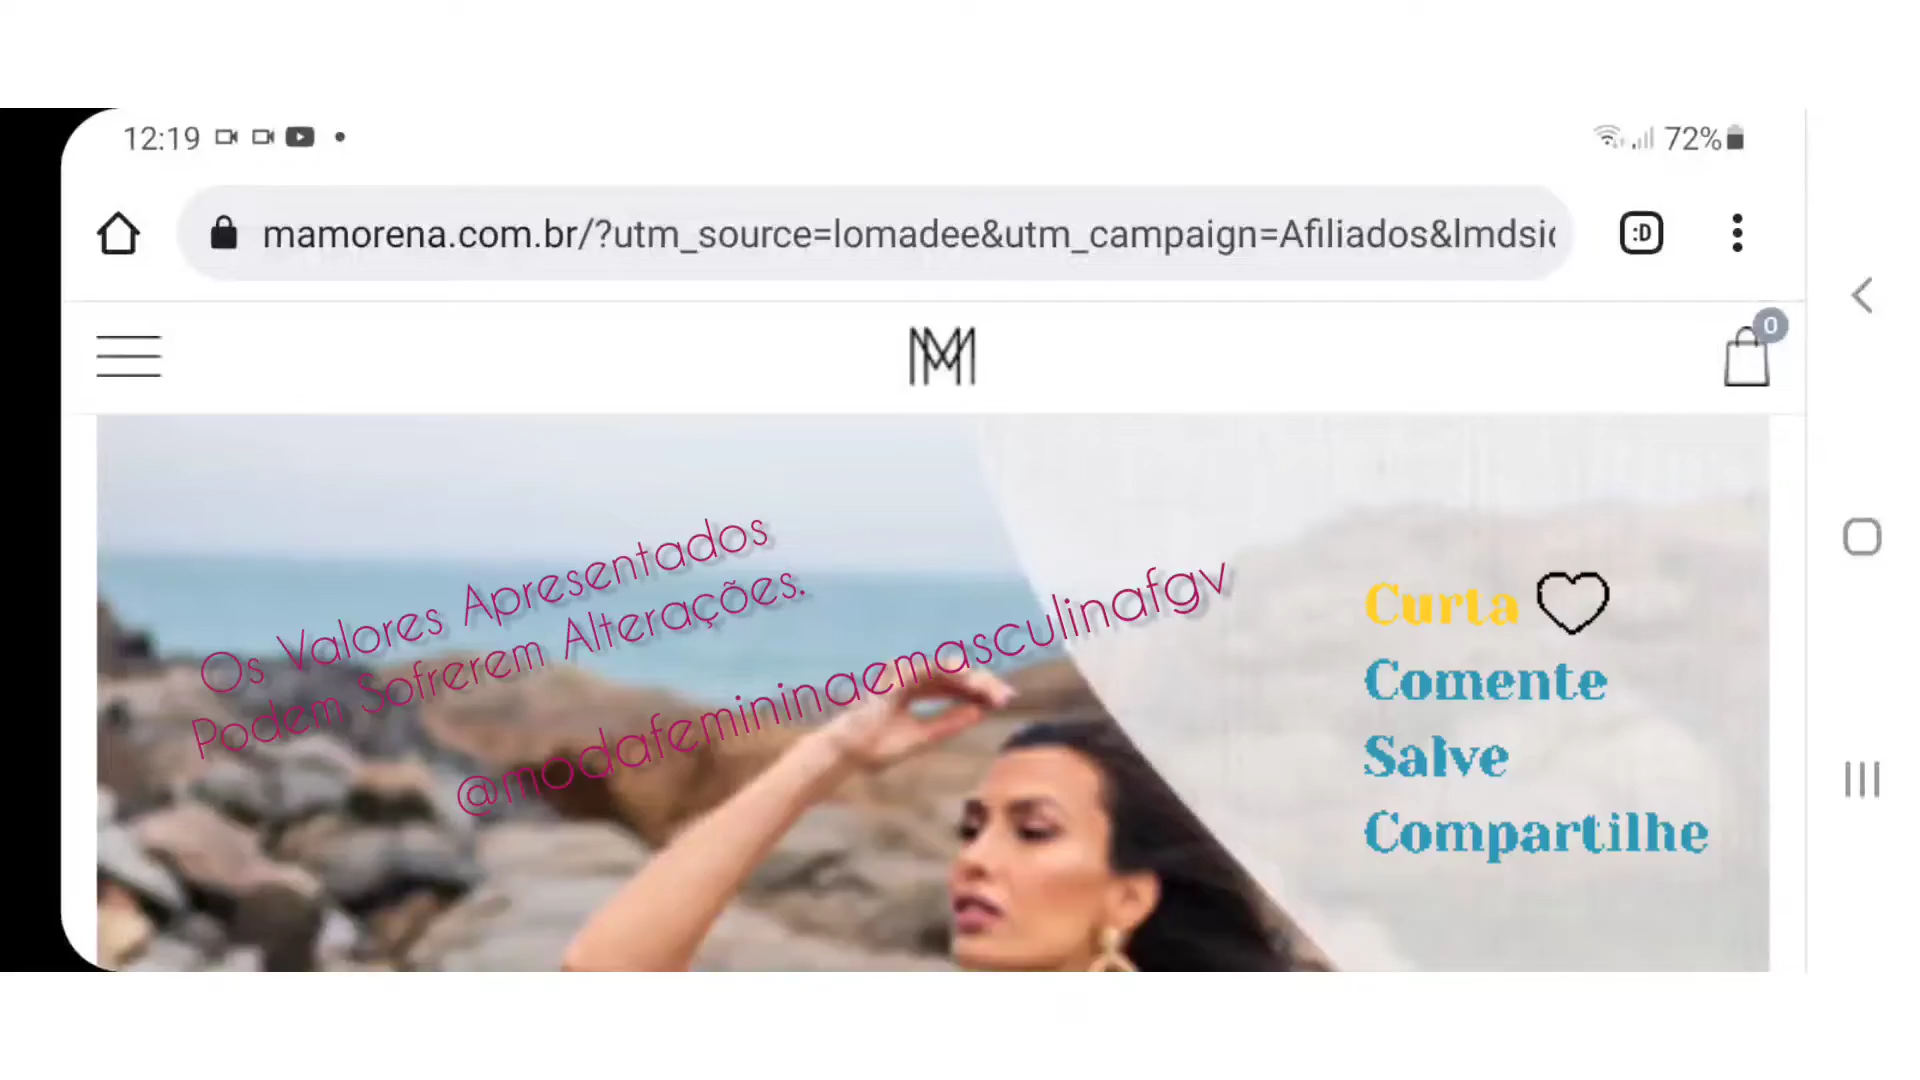 12:19
72%
mamorena.com.br/?utm_source=lomadee&utm_campaign=Afiliados&lmdsi
:D
MM
0
Os Valores Apresentados
Podem Sofrerem Alterações.
@modafemininaemasculinafgv
Curta
Comente
Salve
Compartilhe